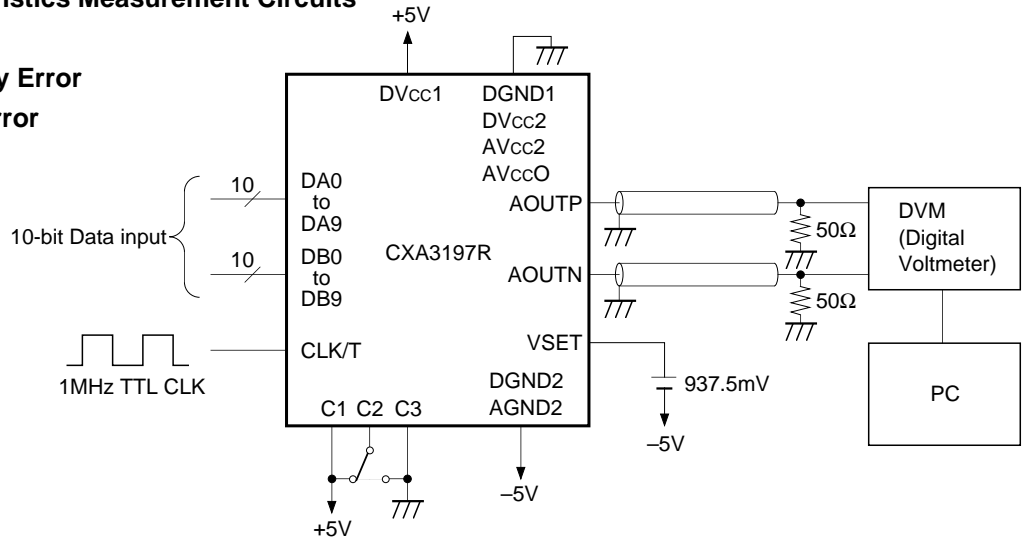 ristics Measurement Circuits
y Error
rror
+5V
DVCC1
DGND1
DVCC2
AVCC2
AVCCO
10
DA0
to
DA9
10-bit Data input
10
DB0
to
DB9
CXA3197R
AOUTP
AOUTN
50Ω
50Ω
DVM
(Digital
Voltmeter)
CLK/T
1MHz TTL CLK
VSET
937.5mV
–5V
PC
DGND2
AGND2
C1 C2 C3
–5V
+5V